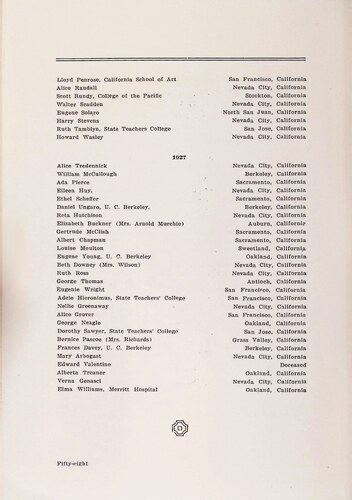 Lloyd Penrose, California School of Art San Francisco, California
Alice Randall Nevada City, California
Scott Rundy, College of the Pacific Stockton, California
Walter Scadden Nevada City, California
Eugene Solaro North San Juan, California
Harry Stevens Nevada City, California
Ruth Tamblyn, State Teachers College San Jose, California
Howard Wasley Nevada City, California
1927
Alice Tredennick Nevada City, California
William McCullough Berkeley, California
Ada Pierce Sacramento, California
Eileen Huy, Nevada City, California
Ethel Scheffer Sacramento, California
Daniel Ungaro, U. C. Berkeley, Berkeley, California
Reta Hutchison Nevada City, California
Elizabeth Buckner (Mrs. Arnold Murchie) Auburn, California
Gertrude McClish Sacramento, California
Albert Chapman Sacramento, California
Louise Moulton Sweetland, California
Eugene Young, U. C. Berkeley Oakland, California
Beth Downey (Mrs. Wilson) Nevada City, California
Ruth Ross Nevada City, California
George Thomas Antioch, California
Eugenie Wright San Francisco, California
Adele Hieronimus, State Teachers' College San Francisco, California
Nellie Greenaway Nevada City, California
Alice Grover San Francisco, California
George Neagle Oakland, California
Dorothy Sawyer, State Teachers' College San Jose, California
Bernice Pascoe (Mrs. Richards) Grass Valley, California
Frances Davey, U. C. Berkeley Berkeley, California
Mary Arbogast Nevada City, California
Edward Valentine Deceased
Alberta Treanor Oakland, California
Verna Genasci Nevada City, California
Elma Williams, Merritt Hospital Oakland, California
Fifty-eight